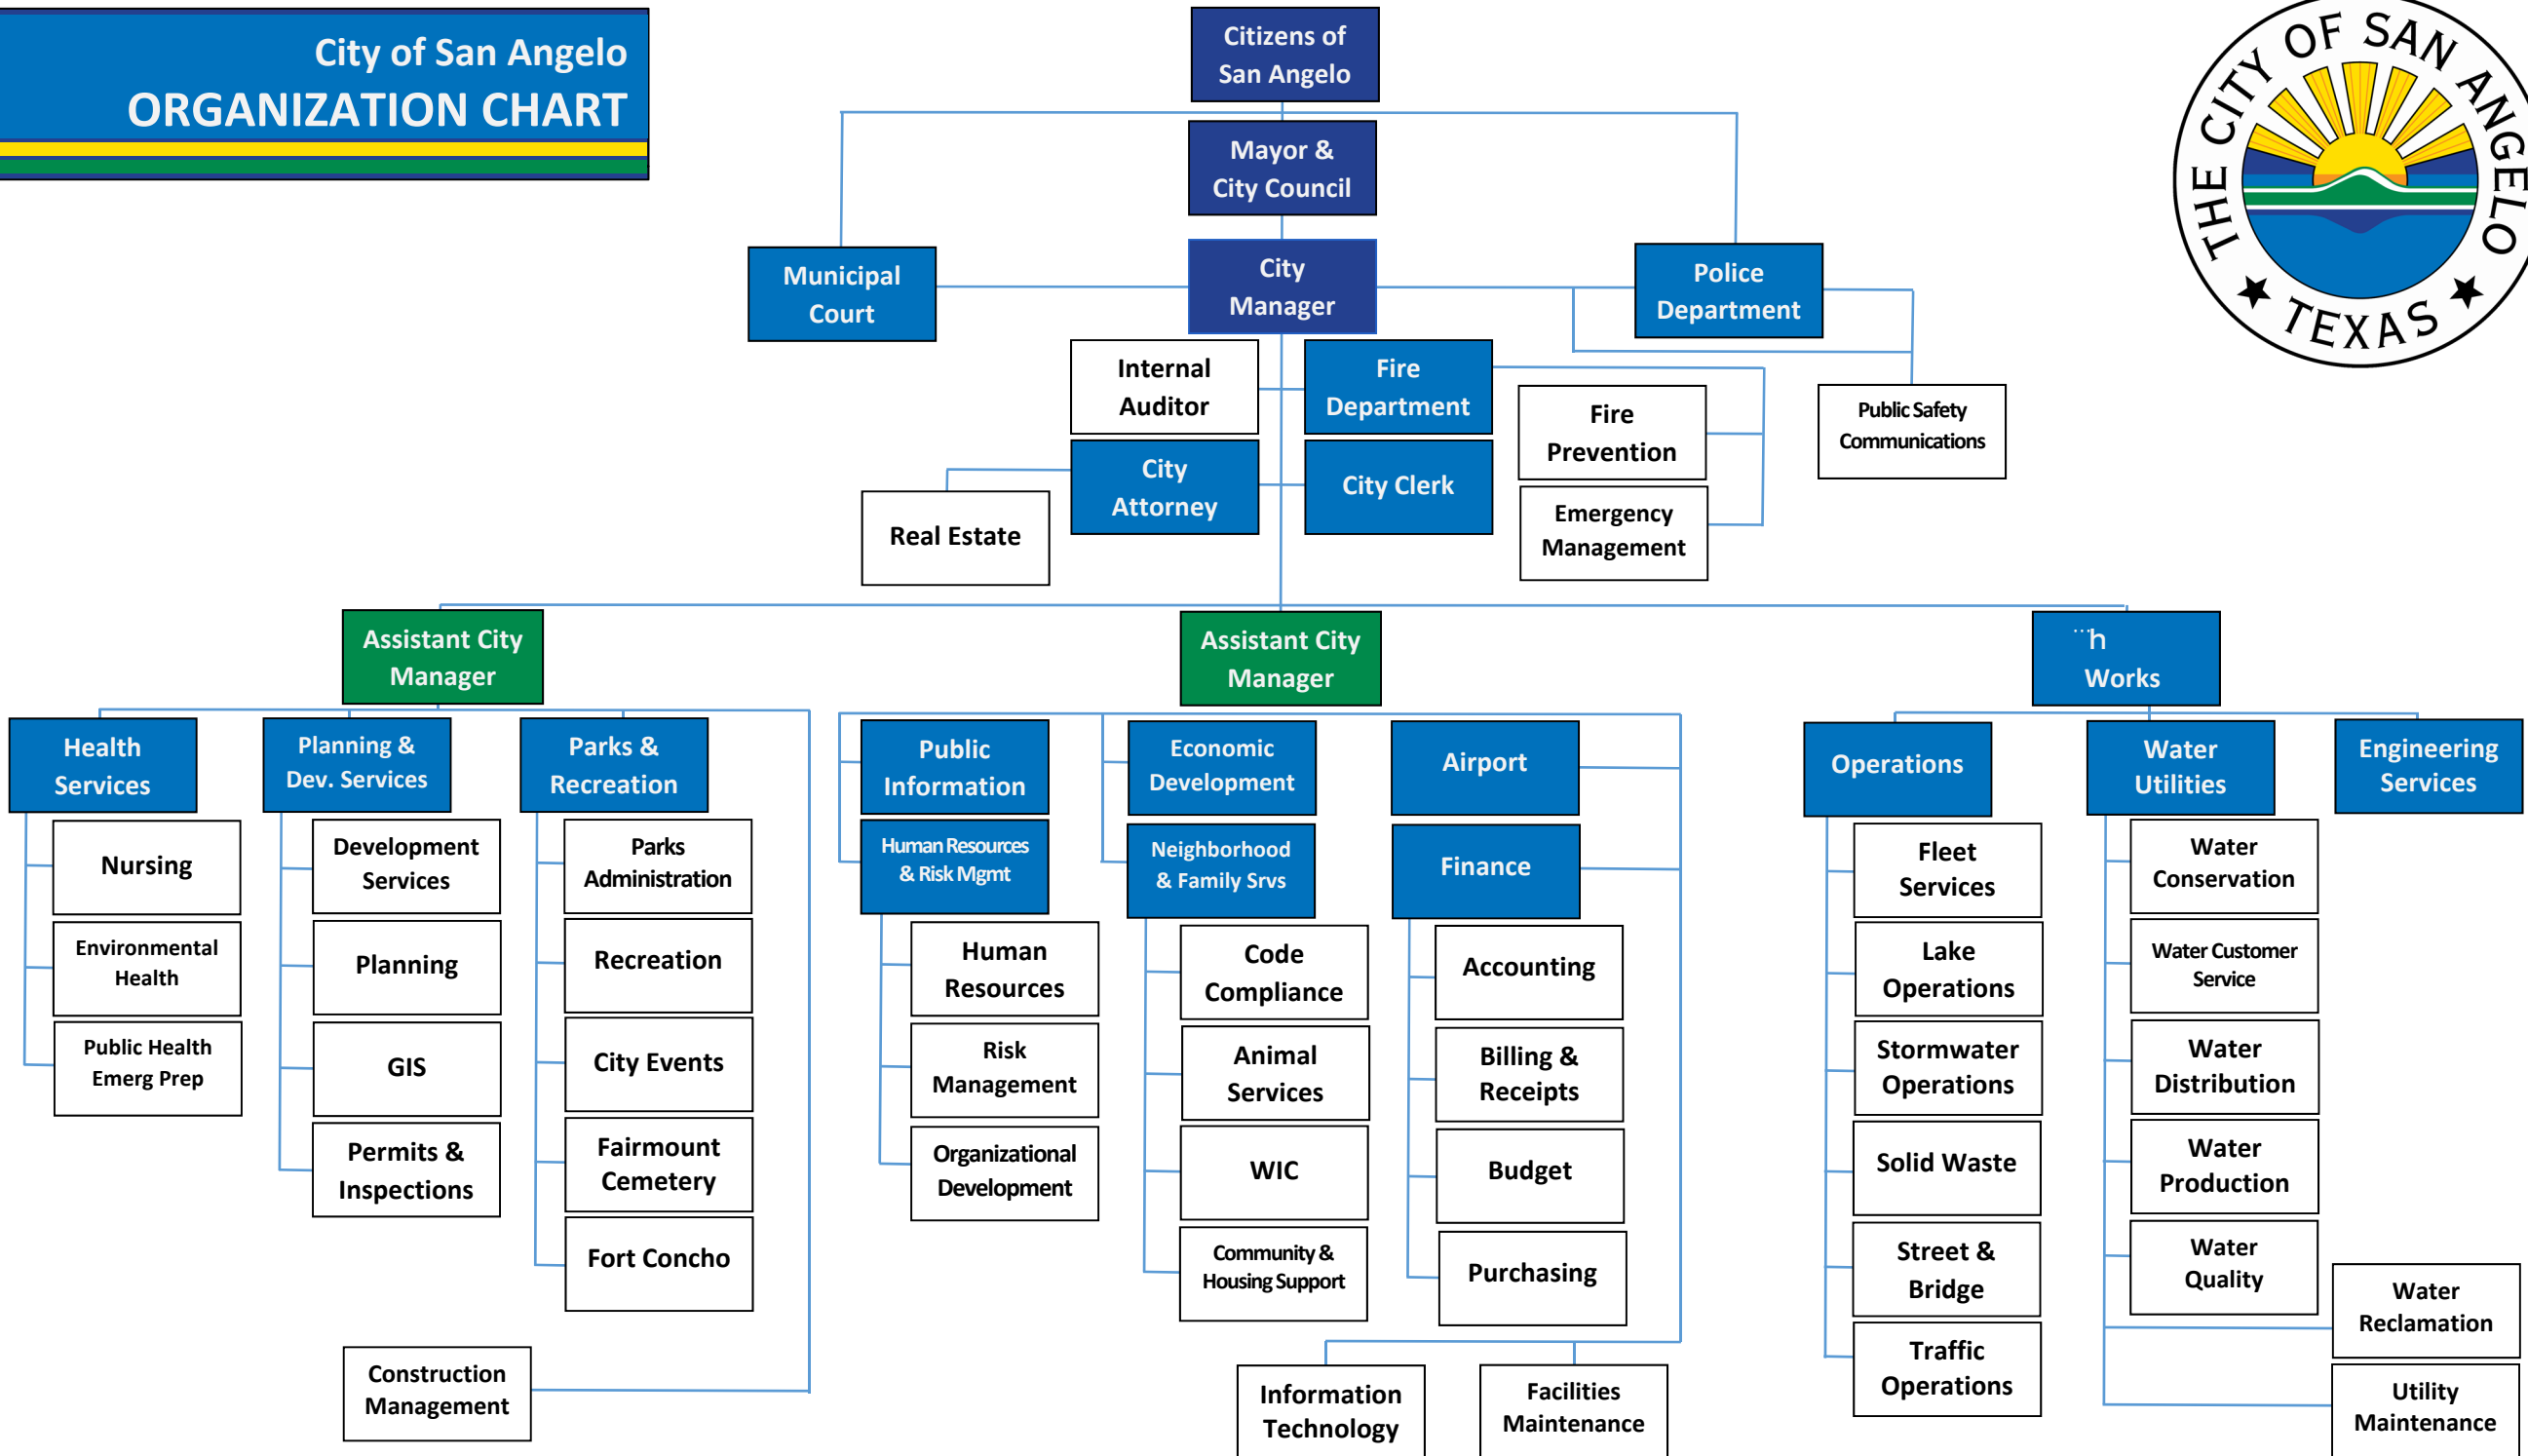 City of San Angelo
ORGANIZATION CHART
THE CITY OF SAN ANGELO
TEXAS
Citizens of
San Angelo
Mayor &
City Council
Municipal
Court
City
Manager
Police
Department
Internal
Auditor
Fire
Department
Fire
Prevention
Public Safety
Communications
City
Attorney
City Clerk
Real Estate
Emergency
Management
Assistant City
Manager
Assistant City
Manager
h
Works
Health
Services
Nursing
Environmental
Health
Public Health
Emerg Prep
Planning &
Dev. Services
Development
Services
Planning
GIS
Permits &
Inspections
Parks &
Recreation
Parks
Administration
Recreation
City Events
Fairmount
Cemetery
Fort Concho
Construction
Management
Public
Information
Human Resources
& Risk Mgmt
Human
Resources
Risk
Management
Organizational
Development
Economic
Development
Neighborhood
& Family Srvs
Code
Compliance
Animal
Services
WIC
Community &
Housing Support
Airport
Finance
Accounting
Billing &
Receipts
Budget
Purchasing
Information
Technology
Facilities
Maintenance
Operations
Fleet
Services
Lake
Operations
Stormwater
Operations
Solid Waste
Street &
Bridge
Traffic
Operations
Water
Utilities
Water
Conservation
Water Customer
Service
Water
Distribution
Water
Production
Water
Quality
Water
Reclamation
Utility
Maintenance
Engineering
Services